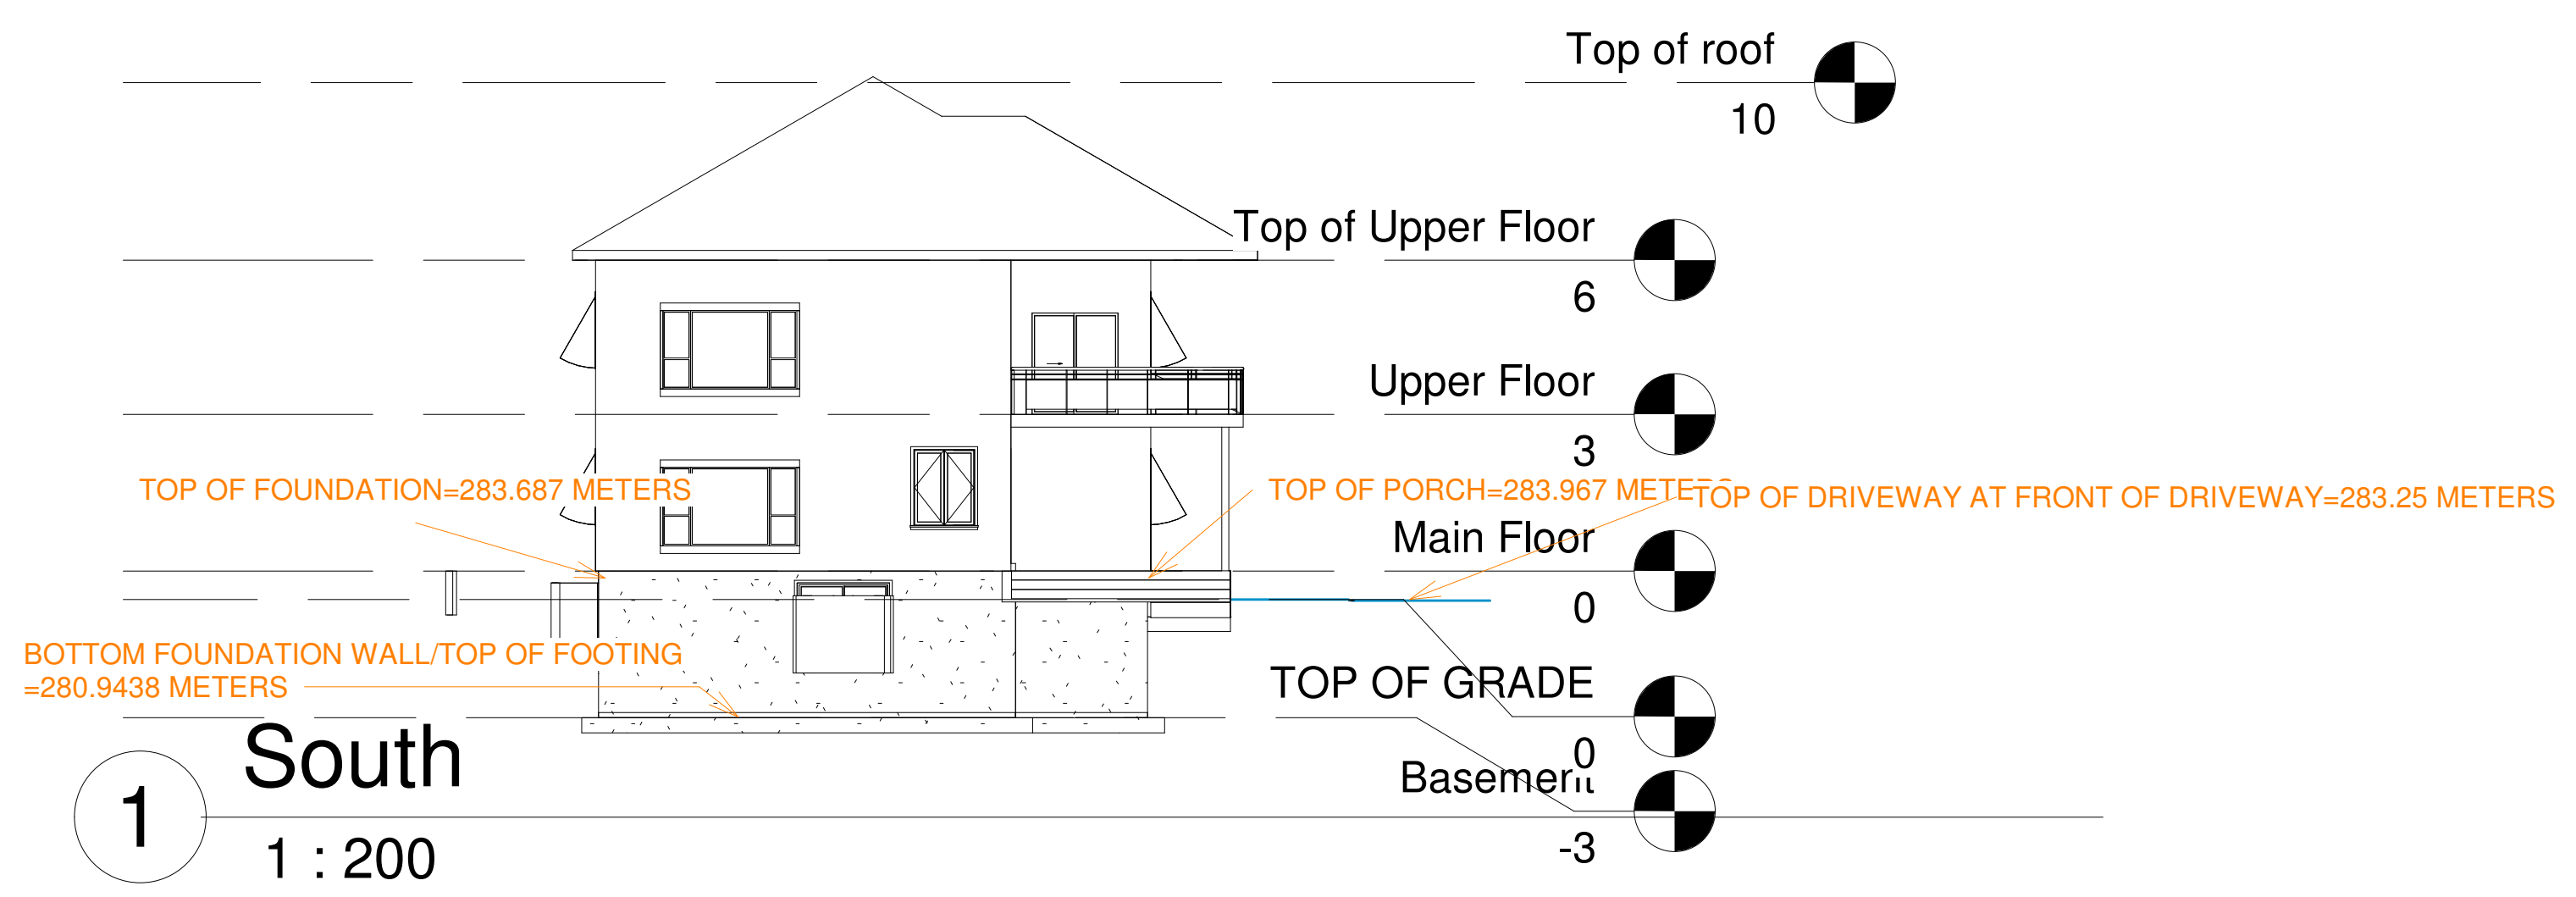 Top of roof
10
Top of Upper Floor
6
Upper Floor
3
TOP OF FOUNDATION=283.687 METERS
TOP OF PORCH=283.967 METERS
TOP OF DRIVEWAY AT FRONT OF DRIVEWAY=283.25 METERS
Main Floor
0
BOTTOM FOUNDATION WALL/TOP OF FOOTING
=280.9438 METERS
TOP OF GRADE
0
Basement
-3
1
South
1 : 200